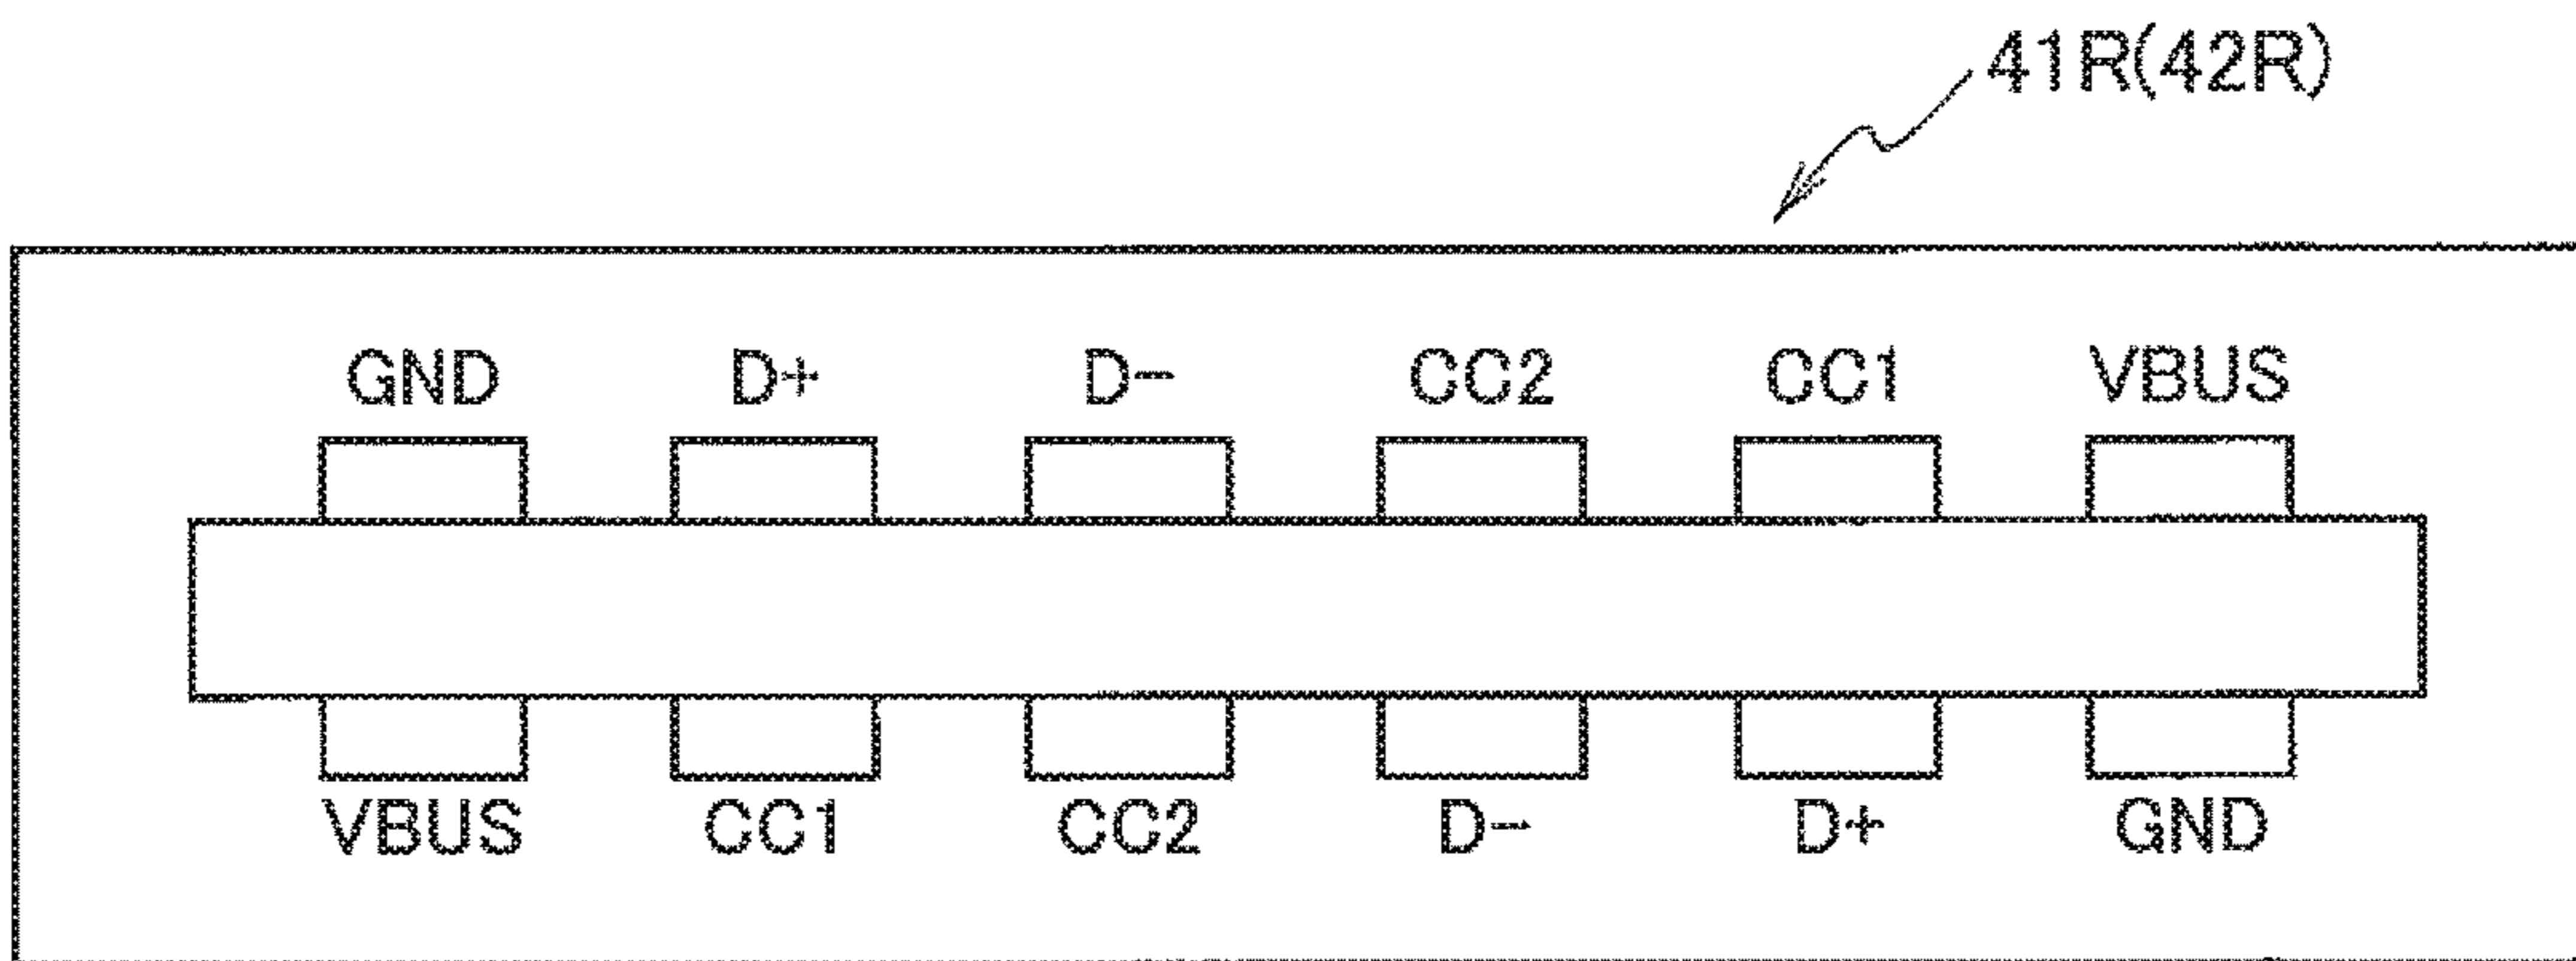 41R(42R)
GND D+ D- CC2 CC1 VBUS
VBUS CC1 CC2 D- D+ GND